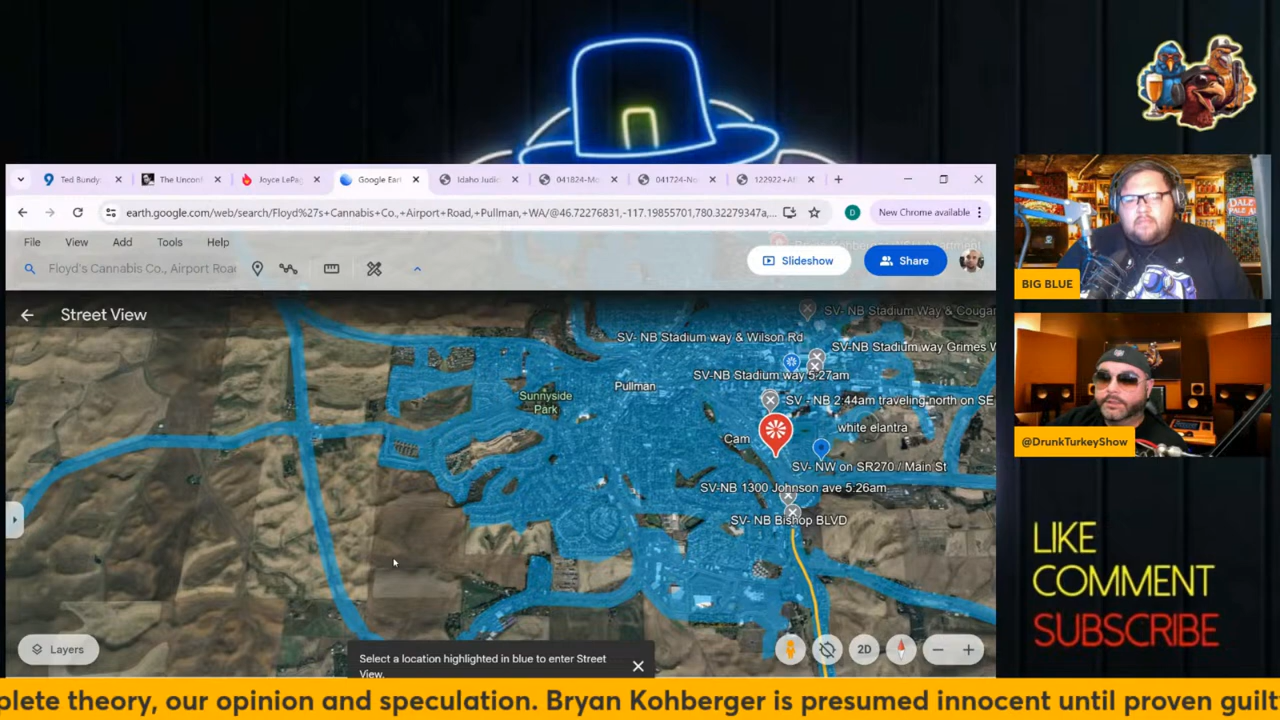 Ted Bundy:
The Uncon
Joyce LePa
Google Eart
Idaho Judi
041824-Mo
041724-No
122922+A
earth.google.com/web/search/Floyd%27s+Cannabis+Co.,+Airport+Road,+Pullman,+WA/@46.72276831,-117.19855701,780.32279347a,...
D
New Chrome available
File
View
Add
Tools
Help
Floyd's Cannabis Co., Airport Road
Slideshow
Share
Street View
SV- NB Stadium Way & Cougar
SV- NB Stadium way & Wilson Rd
SV-NB Stadium way Grimes W
SV-NB Stadium way 5:27am
Pullman
Sunnyside
Park
SV - NB 2:44am traveling north on SE
white elantra
Cam
SV- NW on SR270 / Main St
SV-NB 1300 Johnson ave 5:26am
SV- NB Bishop BLVD
Layers
Select a location highlighted in blue to enter Street
View.
2D
DALE'S
PALE A
BIG BLUE
@DrunkTurkeyShow
LIKE
COMMENT
SUBSCRIBE
plete theory, our opinion and speculation. Bryan Kohberger is presumed innocent until proven guilt